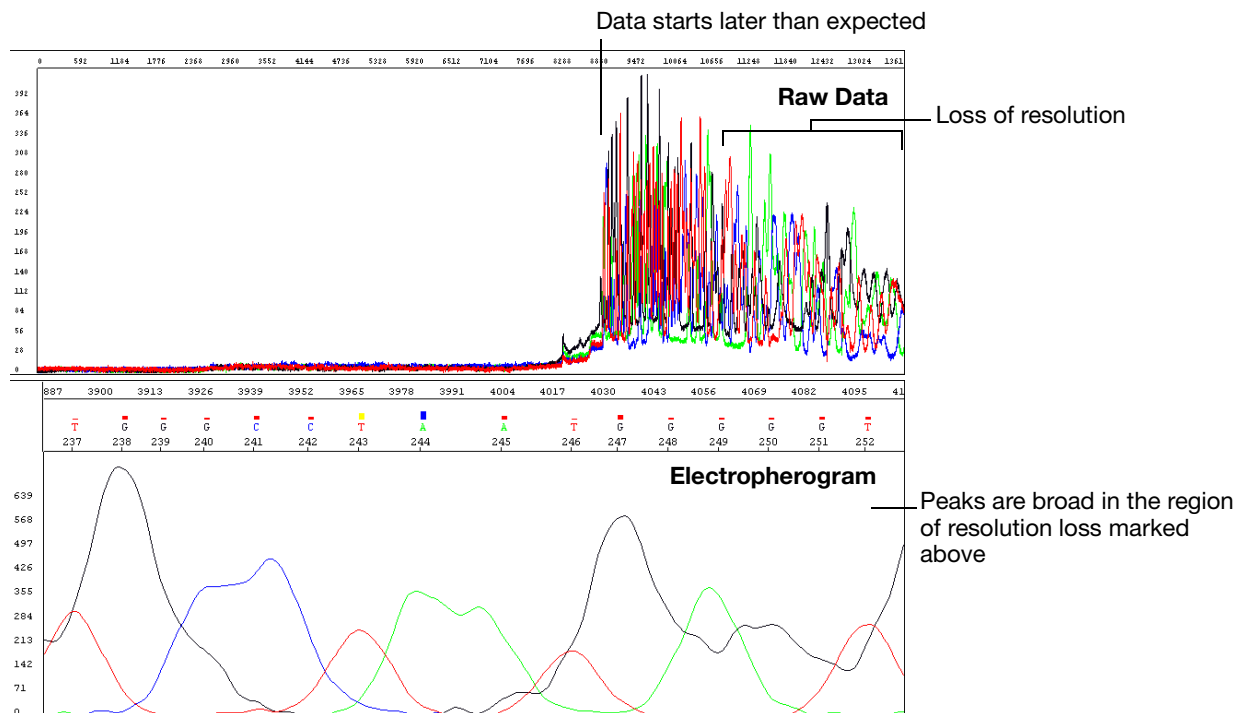 Data starts later than expected
0 592 1184 1776 2368 2960 3552 4144 4736 5328 5920 6512 7104 7696 8288 8880 9472 10064 10656 11248 11840 12432 13024 1361
Raw Data
Loss of resolution
392
364
336
308
280
252
224
196
168
140
112
84
56
28
0
887 3900 3913 3926 3939 3952 3965 3978 3991 4004 4017 4030 4043 4056 4069 4082 4095 41
T G G G C C T A A T G G G G G T
237 238 239 240 241 242 243 244 245 246 247 248 249 250 251 252
Electropherogram
Peaks are broad in the region
of resolution loss marked
above
639
568
497
426
355
284
213
142
71
0